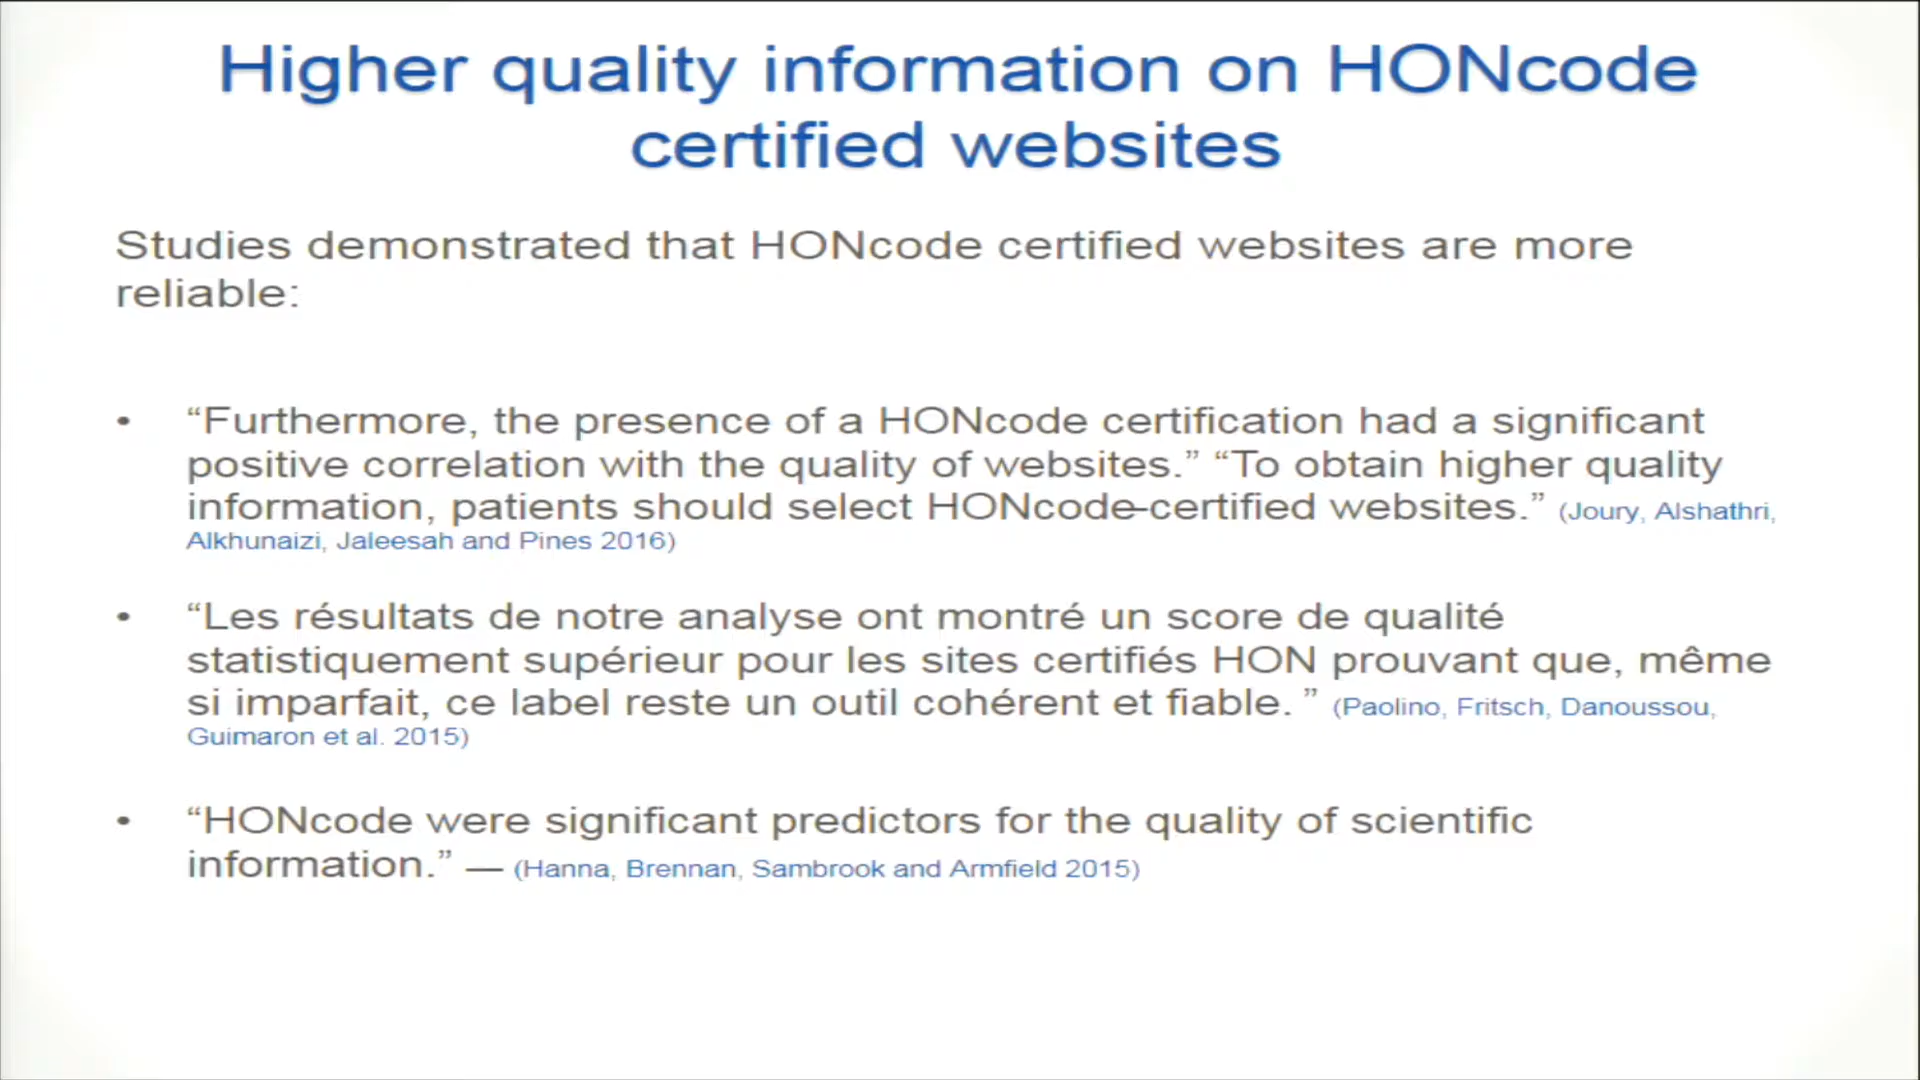 Higher quality information on HONcode
certified websites
Studies demonstrated that HONcode certified websites are more
reliable:
• “Furthermore, the presence of a HONcode certification had a significant
positive correlation with the quality of websites.” “To obtain higher quality
information, patients should select HONcode-certified websites.” (Joury, Alshathri,
Alkhunaizi, Jaleesah and Pines 2016)
• “Les résultats de notre analyse ont montré un score de qualité
statistiquement supérieur pour les sites certifiés HON prouvant que, même
si imparfait, ce label reste un outil cohérent et fiable. ” (Paolino, Fritsch, Danoussou,
Guimaron et al. 2015)
• “HONcode were significant predictors for the quality of scientific
information.” — (Hanna, Brennan, Sambrook and Armfield 2015)